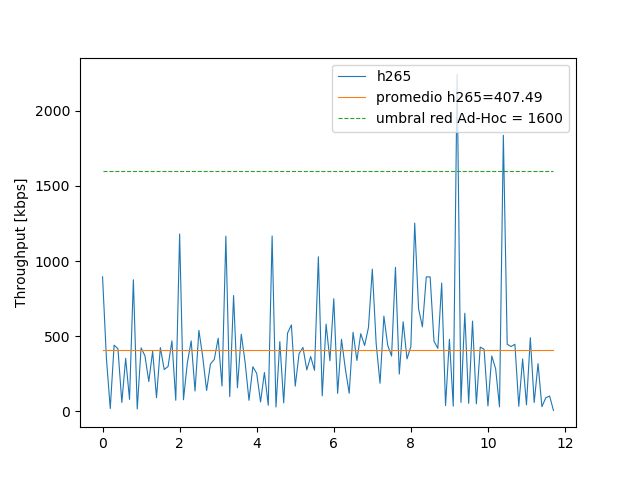 h265
promedio h265=407.49
umbral red Ad-Hoc = 1600
Throughput [kbps]
2000
1500
1000
500
0
0 2 4 6 8 10 12